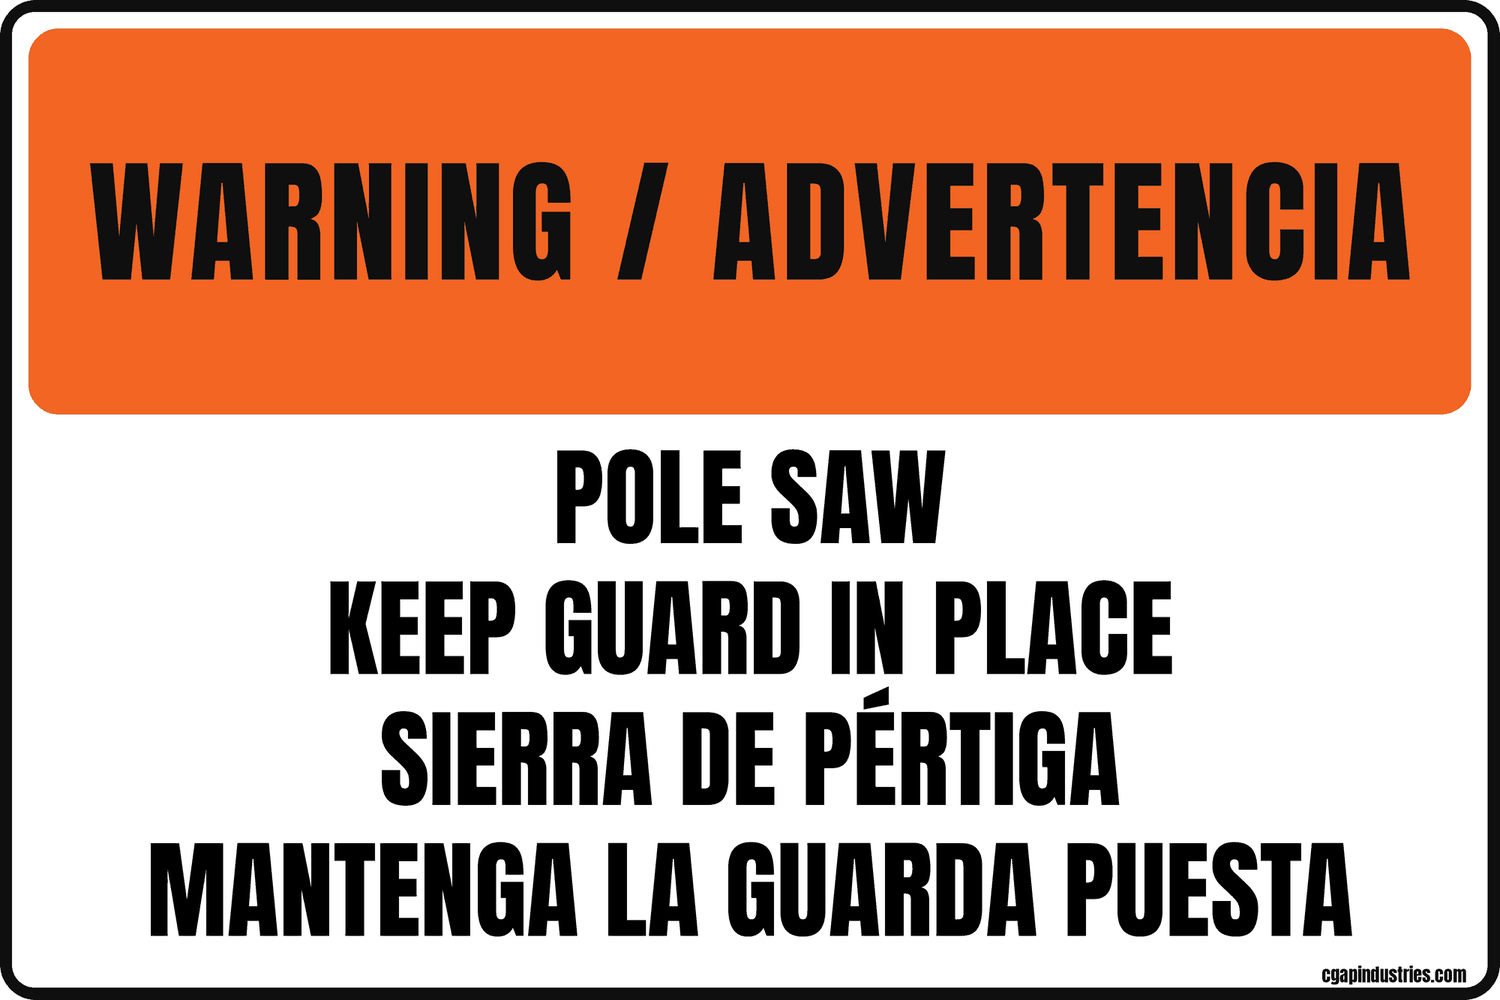 WARNING / ADVERTENCIA
POLE SAW
KEEP GUARD IN PLACE
SIERRA DE PÉRTIGA
MANTENGA LA GUARDA PUESTA
cgapindustries.com